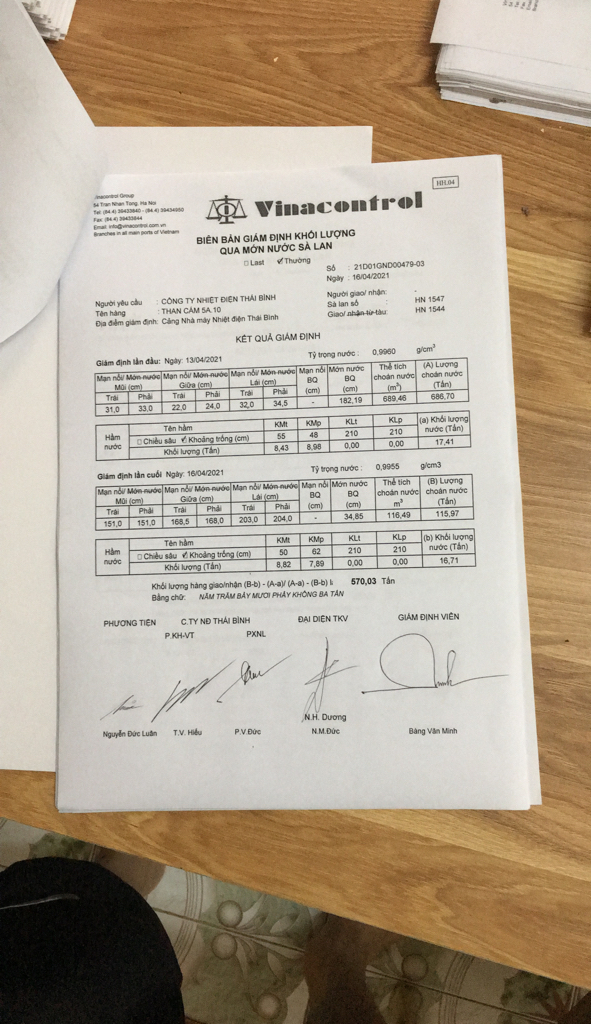 Vinacontrol Group
54 Tran Nhan Tong, Ha Noi
Tel: (84.4) 39433840 - (84.4) 39434950
Fax: (84.4) 39433844
Email: info@vinacontrol.com.vn
Branches in all main ports of Vietnam
Vinacontrol
HH.04
BIÊN BẢN GIÁM ĐỊNH KHỐI LƯỢNG
QUA MỚN NƯỚC SÀ LAN
□ Last ✓Thường
Số : 21D01GND00479-03
Ngày : 16/04/2021
Người yêu cầu : CÔNG TY NHIỆT ĐIỆN THÁI BÌNH
Người giao/ nhận: -
Tên hàng : THAN CÁM 5A.10
Sà lan số : HN 1547
Địa điểm giám định: Cảng Nhà máy Nhiệt điện Thái Bình
Giao/ nhận từ tàu: HN 1544
KẾT QUẢ GIÁM ĐỊNH
Giám định lần đầu: Ngày: 13/04/2021 Tỷ trọng nước : 0,9960 g/cm³
Mạn nổi/ Mớn nước Mũi (cm) Mạn nổi/ Mớn nước Giữa (cm) Mạn nổi/ Mớn nước Lái (cm) Mạn nổi BQ (cm) Mớn nước BQ (cm) Thể tích choán nước (m³) (A) Lượng choán nước (Tấn)
Trái Phải Trái Phải Trái Phải
31,0 33,0 22,0 24,0 32,0 34,5 - 182,19 689,46 686,70
Hầm nước Tên hầm KMt KMp KLt KLp (a) Khối lượng nước (Tấn)
□ Chiều sâu ✓ Khoảng trống (cm) 55 48 210 210
Khối lượng (Tấn) 8,43 8,98 0,00 0,00 17,41
Giám định lần cuối Ngày: 16/04/2021 Tỷ trọng nước : 0,9955 g/cm3
Mạn nổi/ Mớn nước Mũi (cm) Mạn nổi/ Mớn nước Giữa (cm) Mạn nổi/ Mớn nước Lái (cm) Mạn nổi BQ (cm) Mớn nước BQ (cm) Thể tích choán nước m³ (B) Lượng choán nước (Tấn)
Trái Phải Trái Phải Trái Phải
151,0 151,0 168,5 168,0 203,0 204,0 - 34,85 116,49 115,97
Hầm nước Tên hầm KMt KMp KLt KLp (b) Khối lượng nước (Tấn)
□ Chiều sâu ✓ Khoảng trống (cm) 50 62 210 210
Khối lượng (Tấn) 8,82 7,89 0,00 0,00 16,71
Khối lượng hàng giao/nhận (B-b) - (A-a)/ (A-a) - (B-b) 570,03 Tấn
Bằng chữ: NĂM TRĂM BẢY MƯƠI PHẨY KHÔNG BA TẤN
PHƯƠNG TIỆN C.TY NĐ THÁI BÌNH ĐẠI DIỆN TKV GIÁM ĐỊNH VIÊN
P.KH-VT PXNL
N.H. Dương
Nguyễn Đức Luân T.V. Hiếu P.V.Đức N.M.Đức Bàng Văn Minh